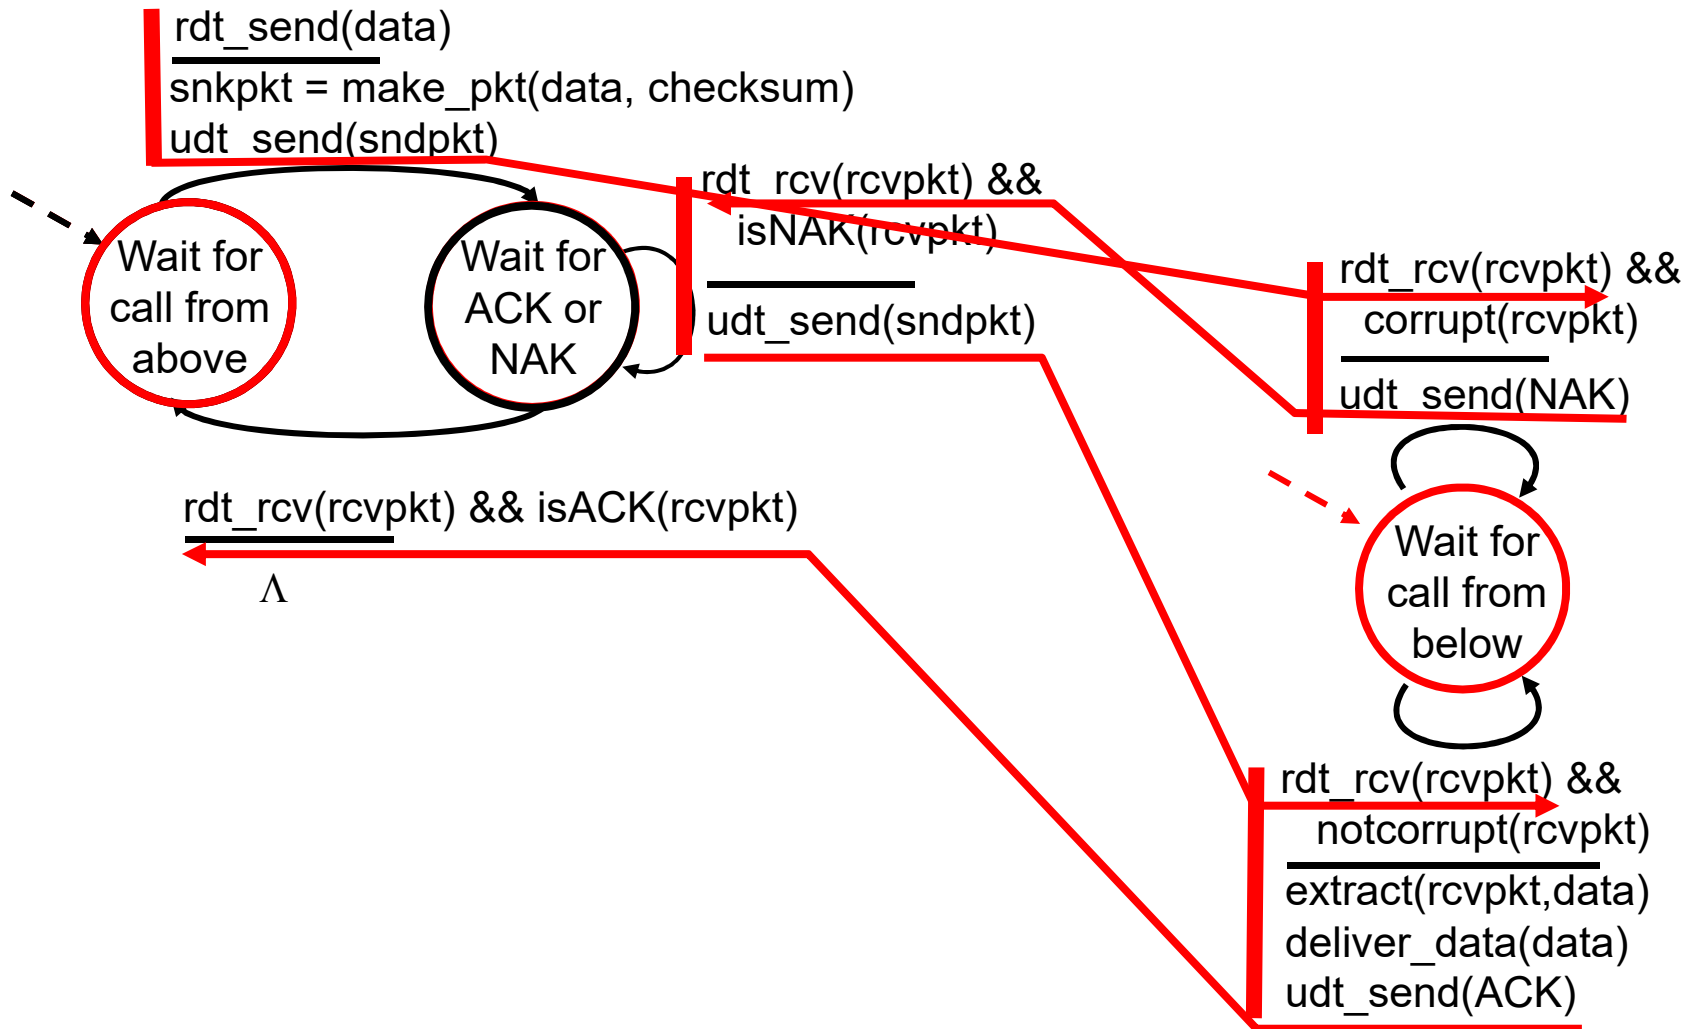 rdt_send(data)
snkpkt = make_pkt(data, checksum)
udt_send(sndpkt)
rdt_rcv(rcvpkt) &&
isNAK(rcvpkt)
udt_send(sndpkt)
Wait for
call from
above
Wait for
ACK or
NAK
rdt_rcv(rcvpkt) && isACK(rcvpkt)
Λ
rdt_rcv(rcvpkt) &&
corrupt(rcvpkt)
udt_send(NAK)
Wait for
call from
below
rdt_rcv(rcvpkt) &&
notcorrupt(rcvpkt)
extract(rcvpkt,data)
deliver_data(data)
udt_send(ACK)